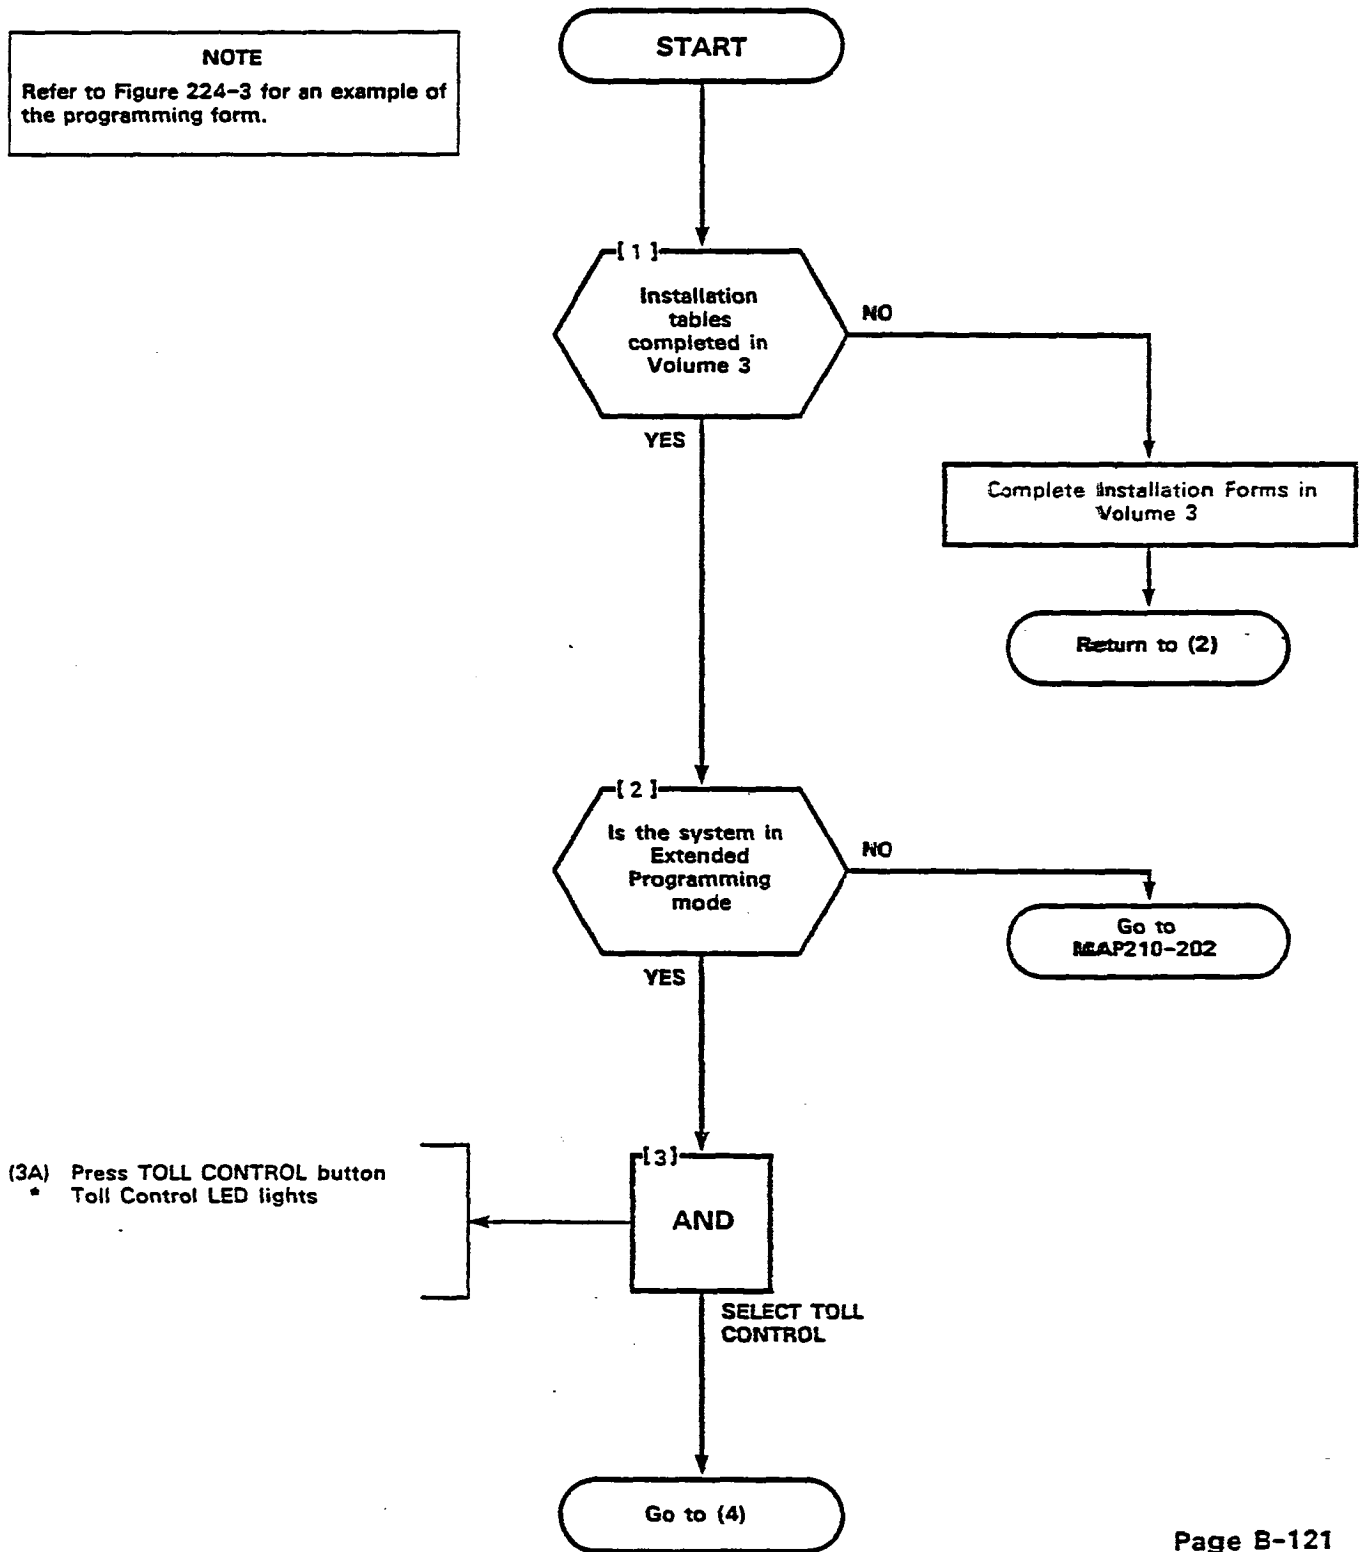 NOTE
Refer to Figure 224-3 for an example of
the programming form.
START
[ 1 ]
Installation
tables
completed in
Volume 3
NO
YES
Complete Installation Forms in
Volume 3
Return to (2)
[ 2 ]
Is the system in
Extended
Programming
mode
NO
Go to
MAP210-202
YES
[3]
AND
(3A) Press TOLL CONTROL button
* Toll Control LED lights
SELECT TOLL
CONTROL
Go to (4)
Page B-121